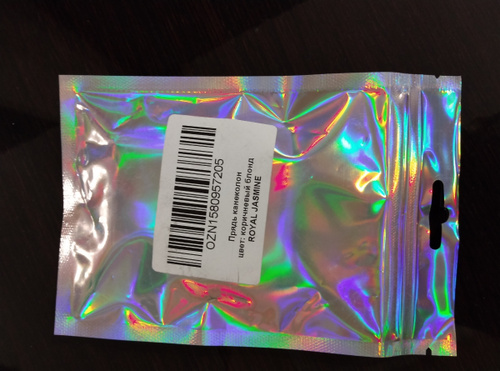 OZN1580957205
Прядь канекалон
цвет: коричневый блонд
ROYAL JASMINE